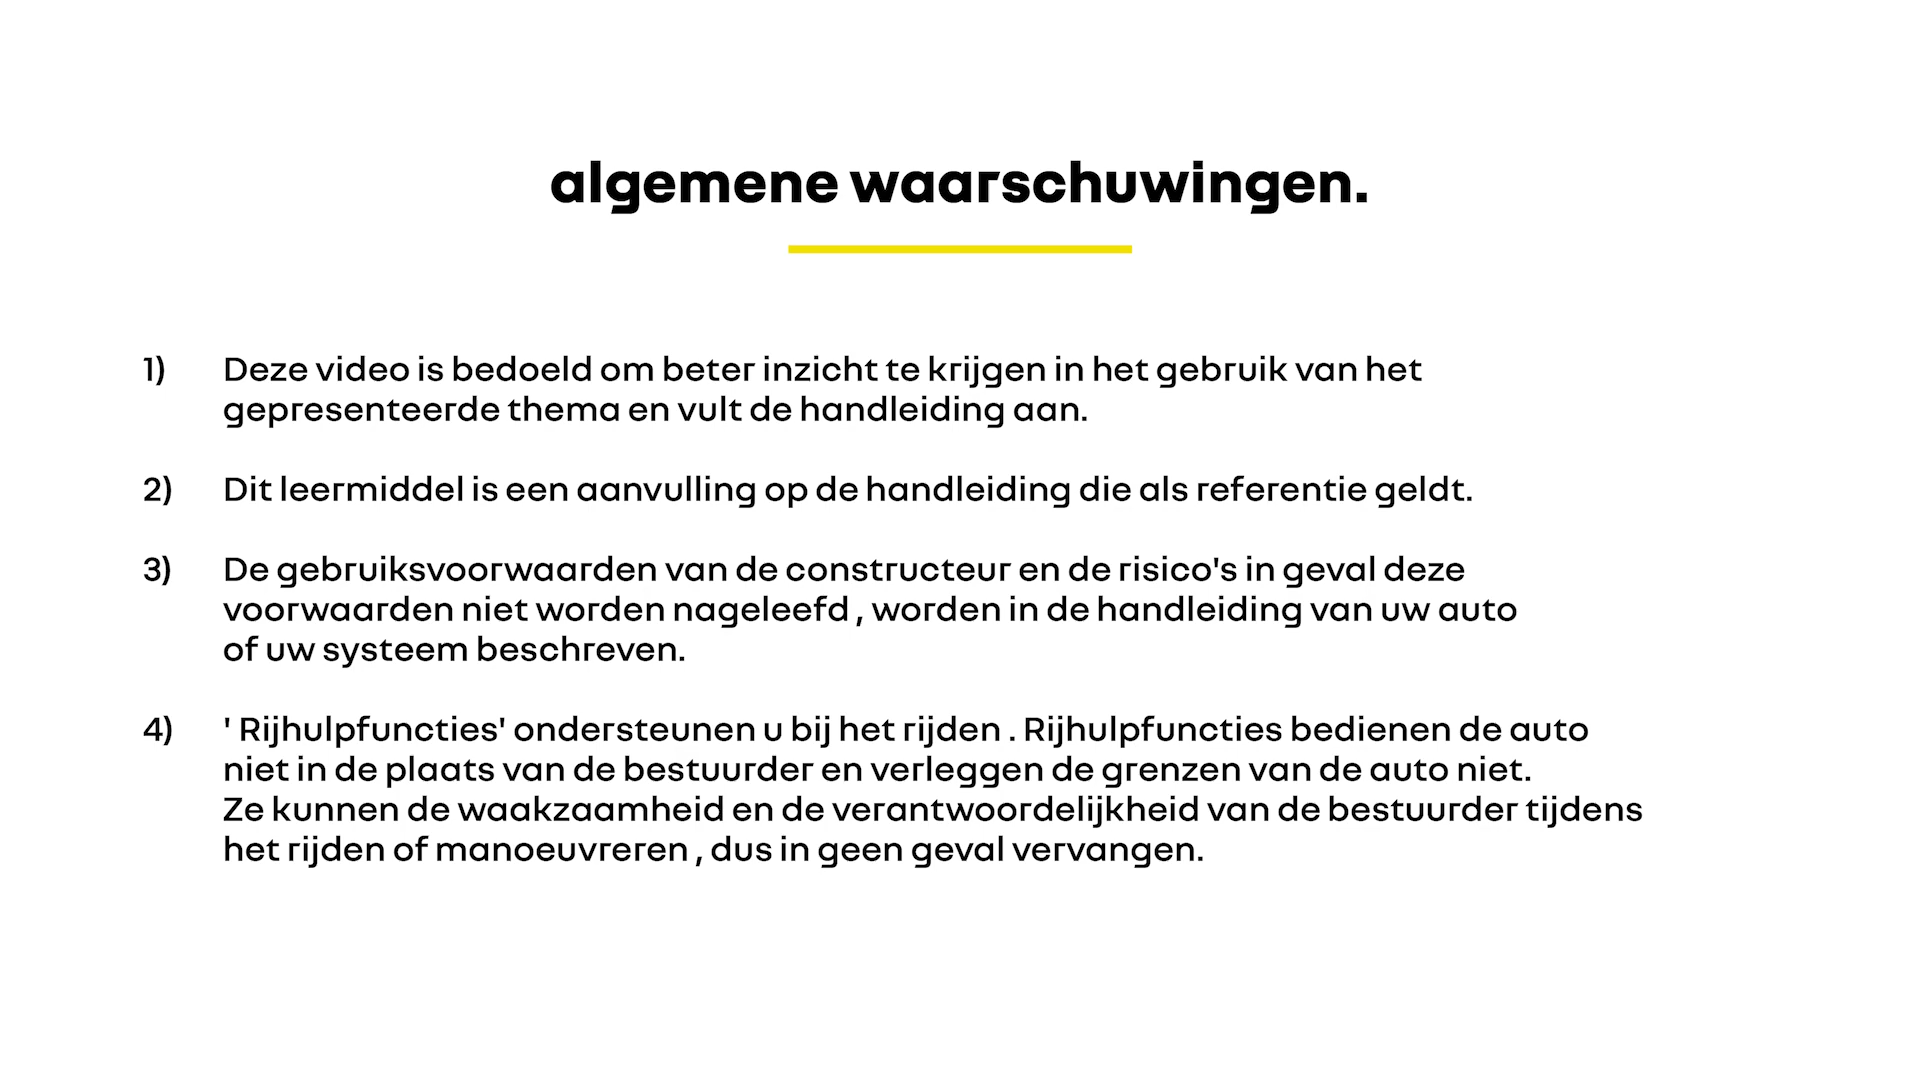 algemene waarschuwingen.
1) Deze video is bedoeld om beter inzicht te krijgen in het gebruik van het
gepresenteerde thema en vult de handleiding aan.
2) Dit leermiddel is een aanvulling op de handleiding die als referentie geldt.
3) De gebruiksvoorwaarden van de constructeur en de risico's in geval deze
voorwaarden niet worden nageleefd , worden in de handleiding van uw auto
of uw systeem beschreven.
4) ' Rijhulpfuncties' ondersteunen u bij het rijden . Rijhulpfuncties bedienen de auto
niet in de plaats van de bestuurder en verleggen de grenzen van de auto niet.
Ze kunnen de waakzaamheid en de verantwoordelijkheid van de bestuurder tijdens
het rijden of manoeuvreren , dus in geen geval vervangen.